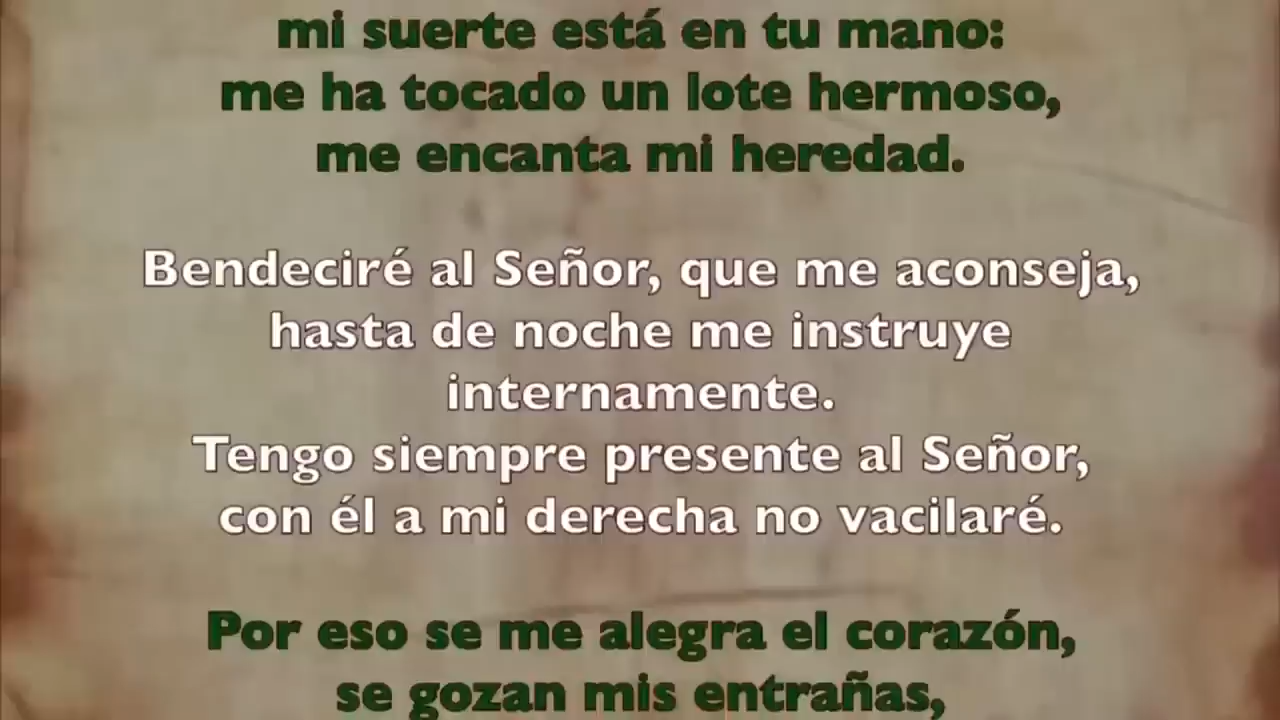 mi suerte está en tu mano:
me ha tocado un lote hermoso,
me encanta mi heredad.
Bendeciré al Señor, que me aconseja,
hasta de noche me instruye
internamente.
Tengo siempre presente al Señor,
con él a mi derecha no vacilaré.
Por eso se me alegra el corazón,
se gozan mis entrañas,